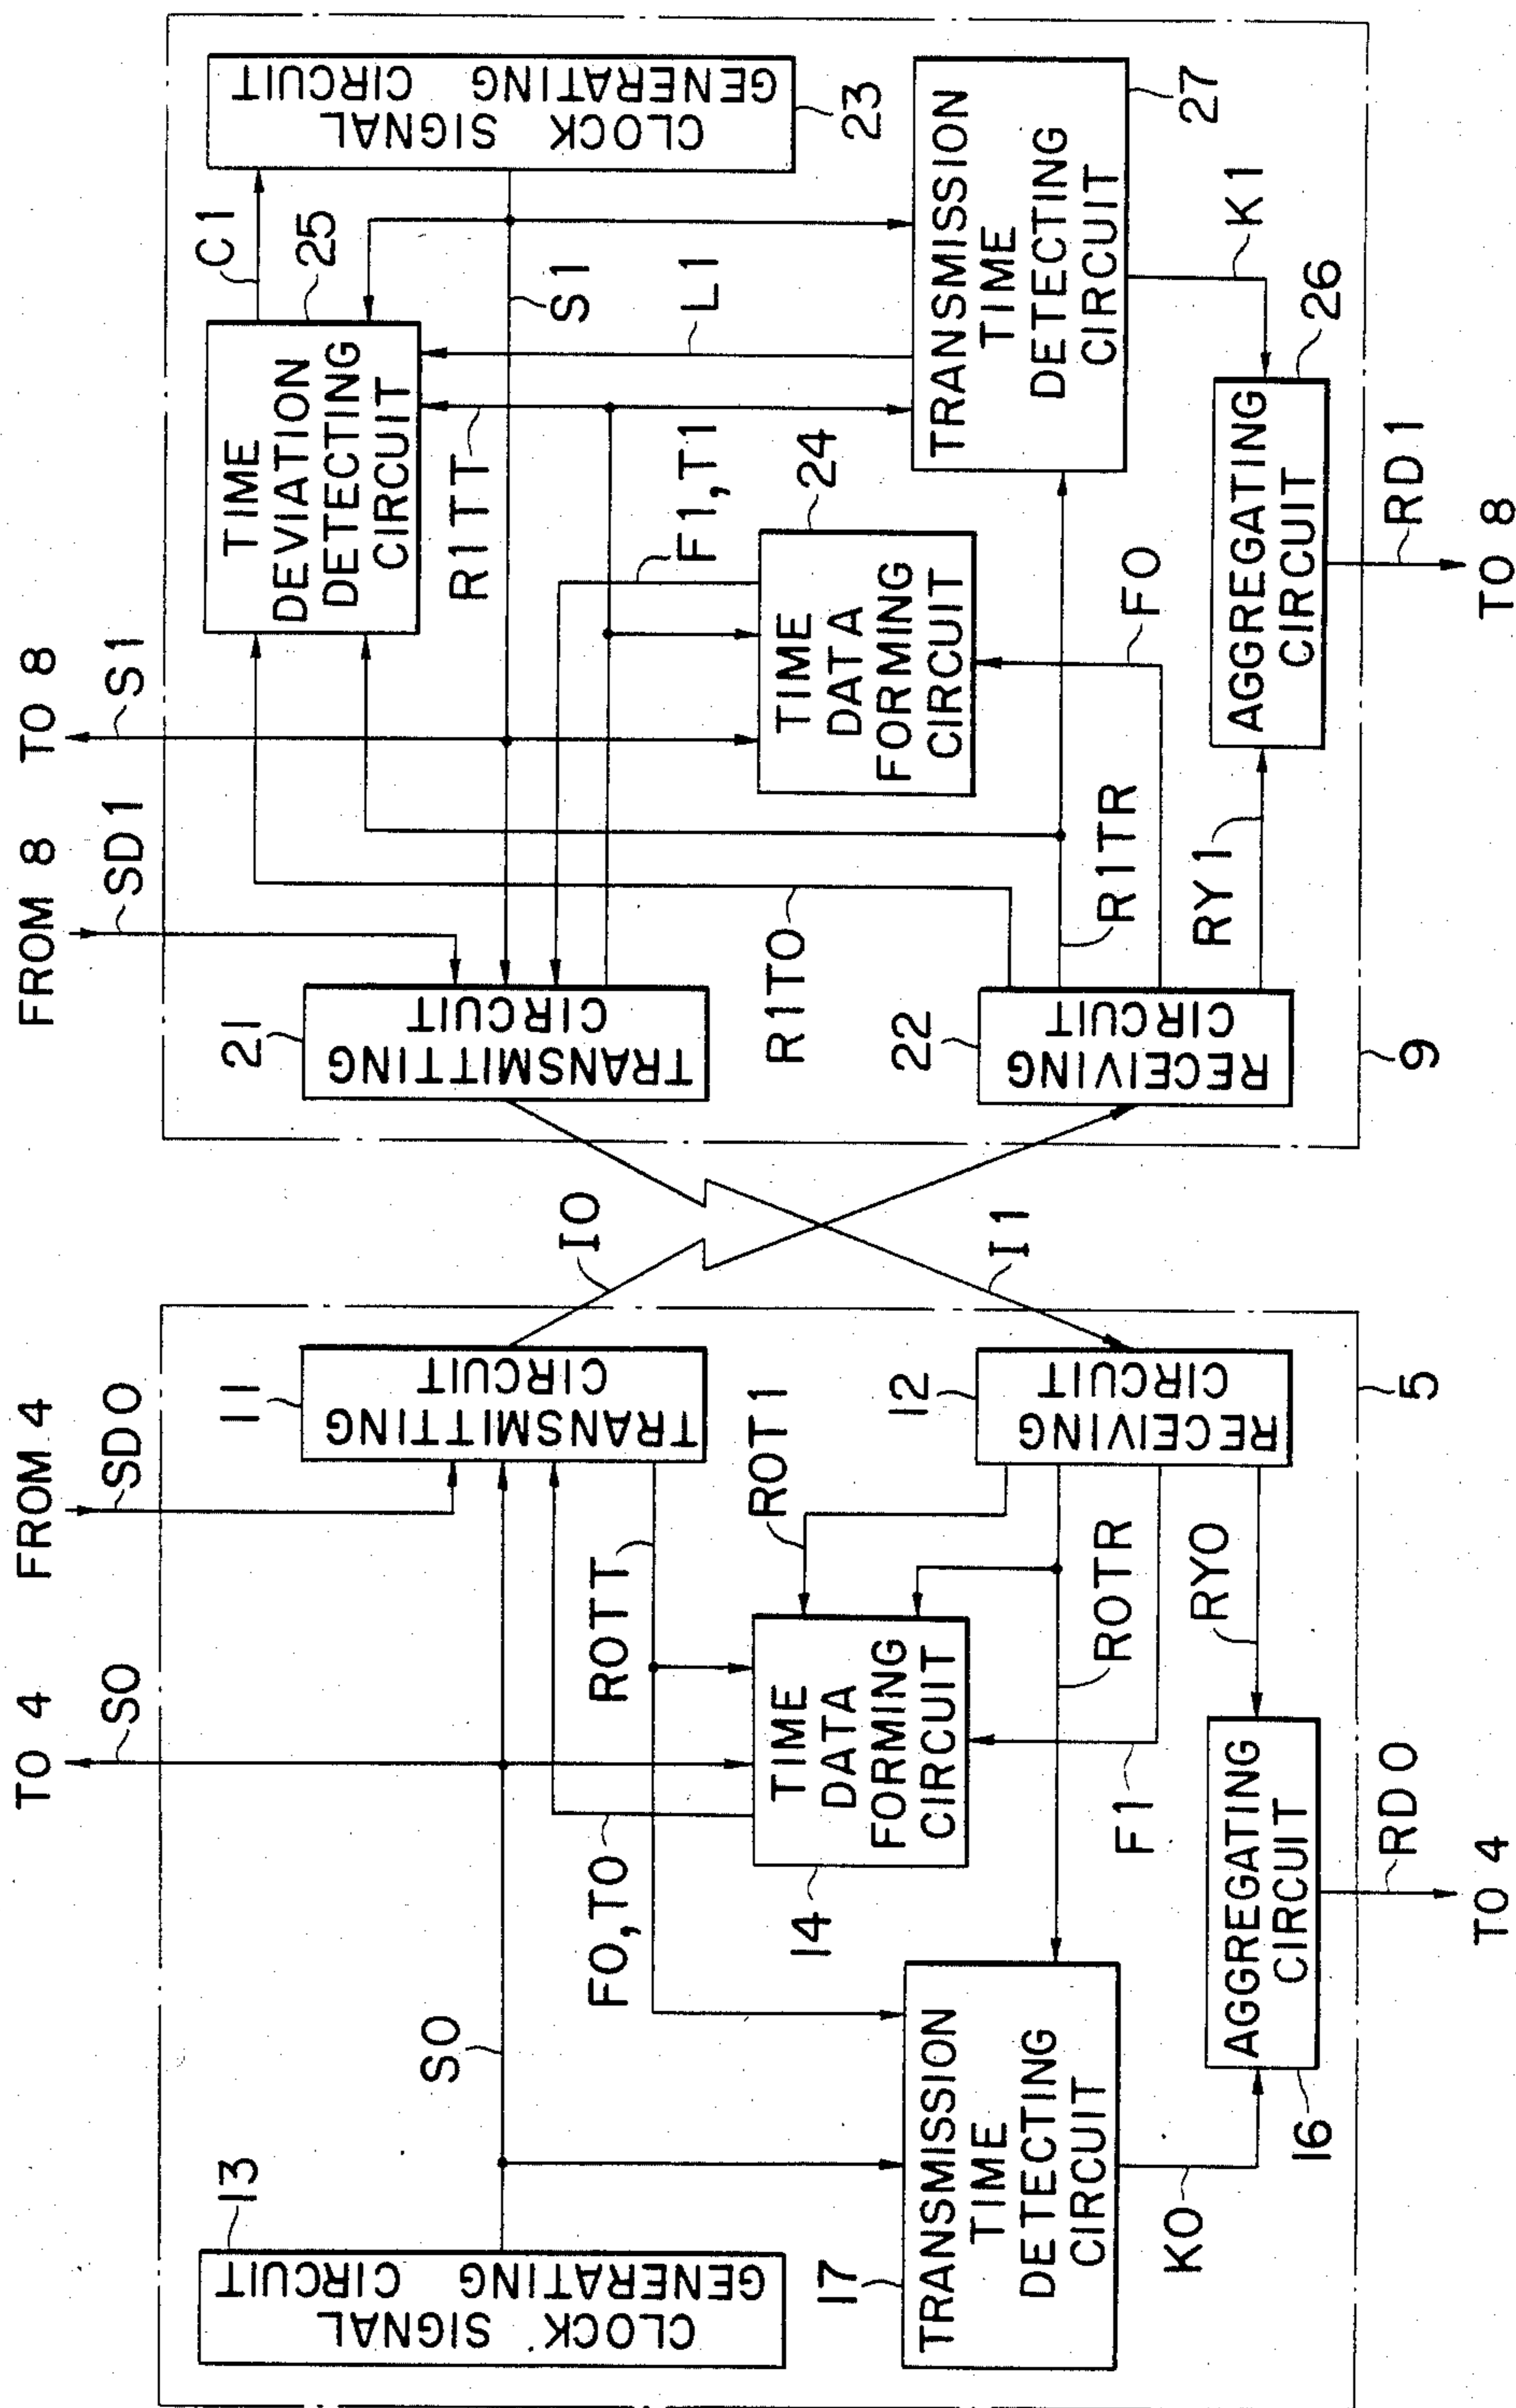 TO 4
FROM 4
S0
SD0
13
CLOCK SIGNAL
GENERATING CIRCUIT
S0
11
TRANSMITTING
CIRCUIT
I0
R0TT
F0,T0
R0T1
14
TIME
DATA
FORMING
CIRCUIT
12
RECEIVING
CIRCUIT
I1
17
TRANSMISSION
TIME
DETECTING
CIRCUIT
R0TR
F1
RY0
K0
16
AGGREGATING
CIRCUIT
RD0
TO 4
5
FROM 8
TO 8
SD1
S1
21
TRANSMITTING
CIRCUIT
TIME
DEVIATION
DETECTING
CIRCUIT
25
C1
CLOCK SIGNAL
GENERATING CIRCUIT
23
R1TT
S1
L1
F1,T1
24
TIME
DATA
FORMING
CIRCUIT
R1T0
22
RECEIVING
CIRCUIT
R1TR
F0
TRANSMISSION
TIME
DETECTING
CIRCUIT
27
RY1
K1
AGGREGATING
CIRCUIT
26
RD1
TO 8
9